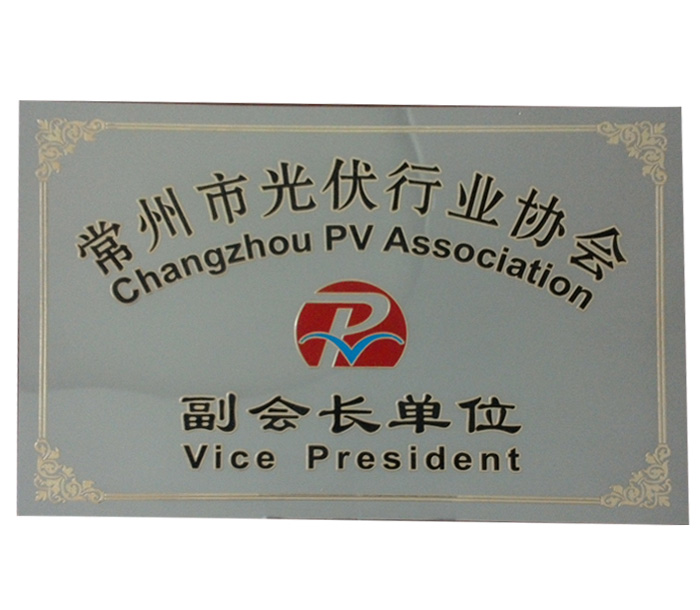 常州市光伏行业协会
Changzhou PV Association
副会长单位
Vice President